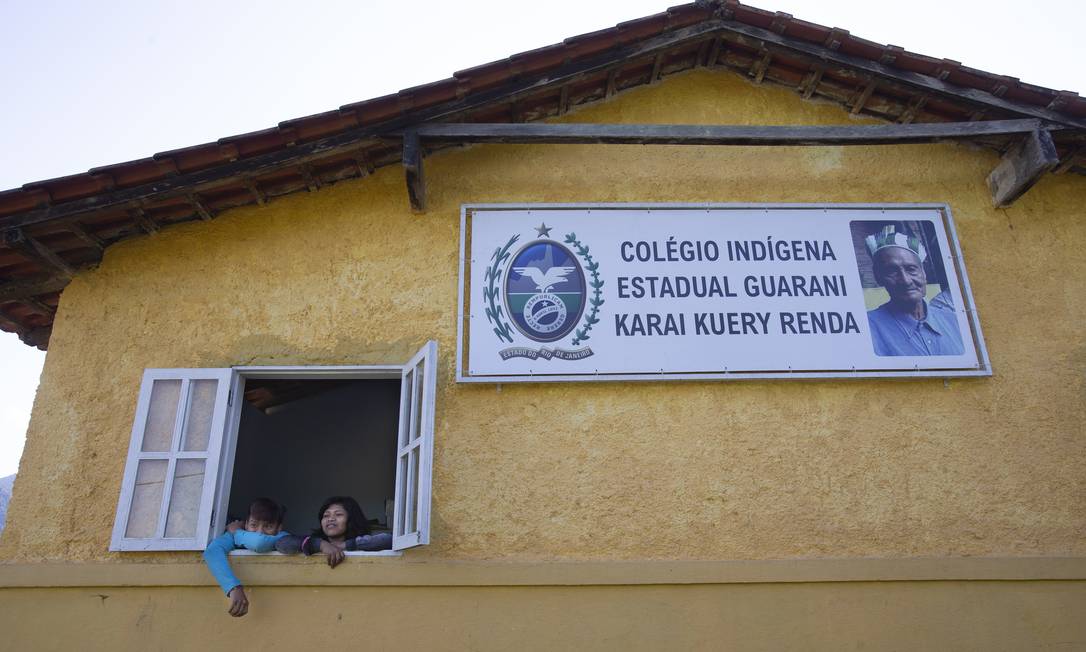 COLÉGIO INDÍGENA
ESTADUAL GUARANI
KARAI KUERY RENDA
ESTADO DO RIO DE JANEIRO